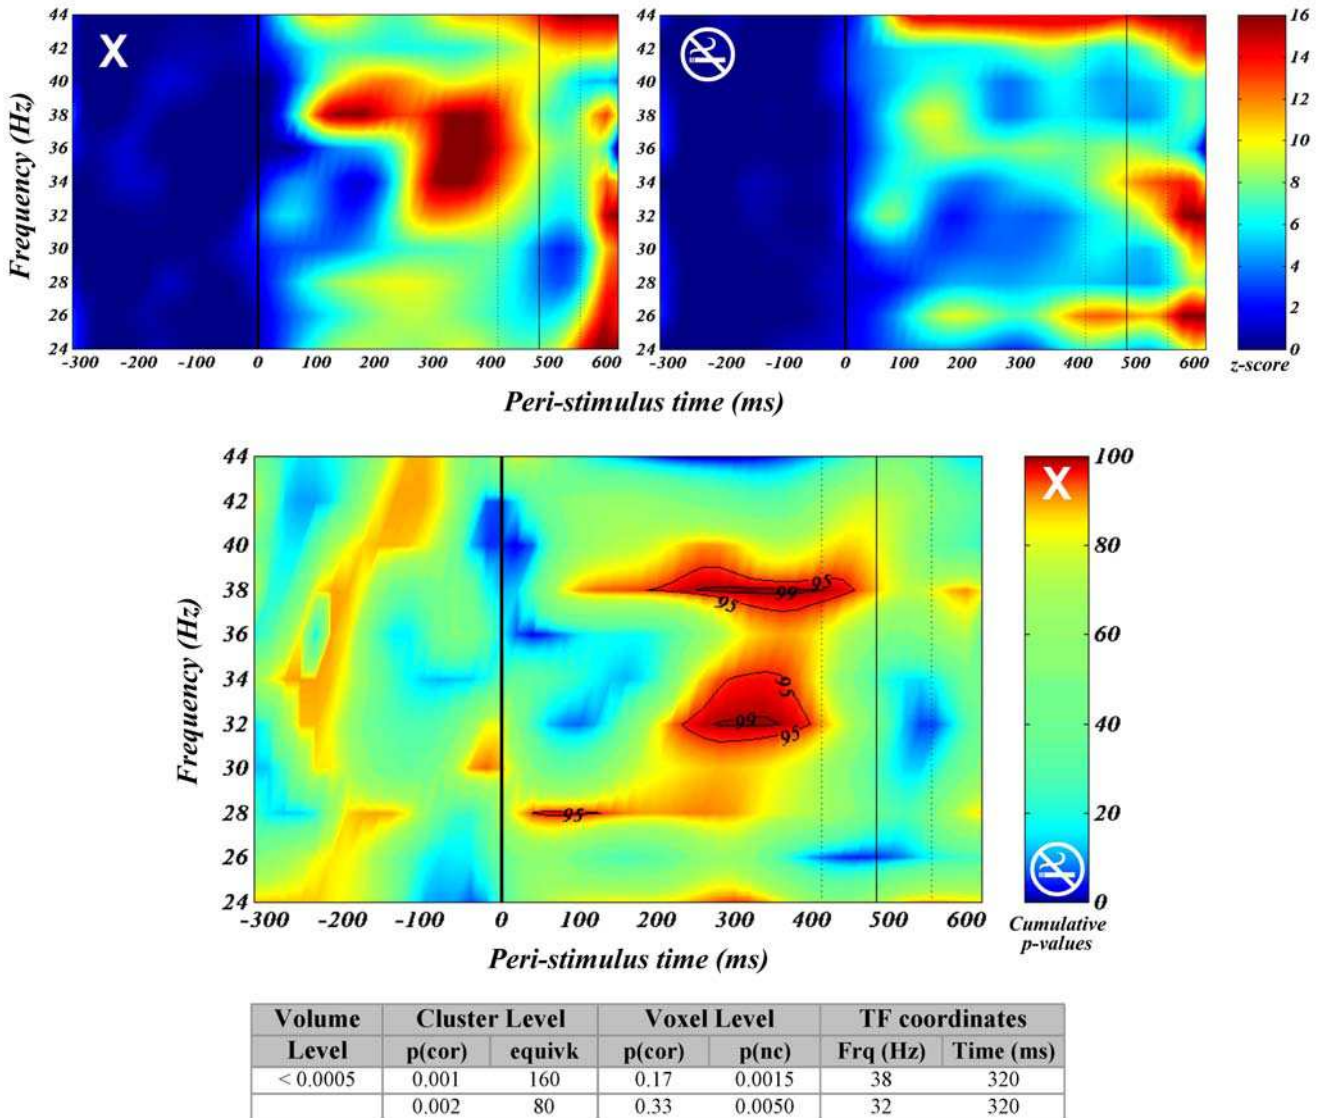 44 42 40 38 36 34 32 30 28 26 24
Frequency (Hz)
X
-300 -200 -100 0 100 200 300 400 500 600
-300 -200 -100 0 100 200 300 400 500 600
16 14 12 10 8 6 4 2 0
z-score
Peri-stimulus time (ms)
44 42 40 38 36 34 32 30 28 26 24
Frequency (Hz)
95 99 95
95
99 95
95
-300 -200 -100 0 100 200 300 400 500 600
Peri-stimulus time (ms)
100 80 60 40 20 0
X
Cumulative
p-values
Volume Cluster Level Voxel Level TF coordinates
Level p(cor) equivk p(cor) p(nc) Frq (Hz) Time (ms)
< 0.0005 0.001 160 0.17 0.0015 38 320
0.002 80 0.33 0.0050 32 320